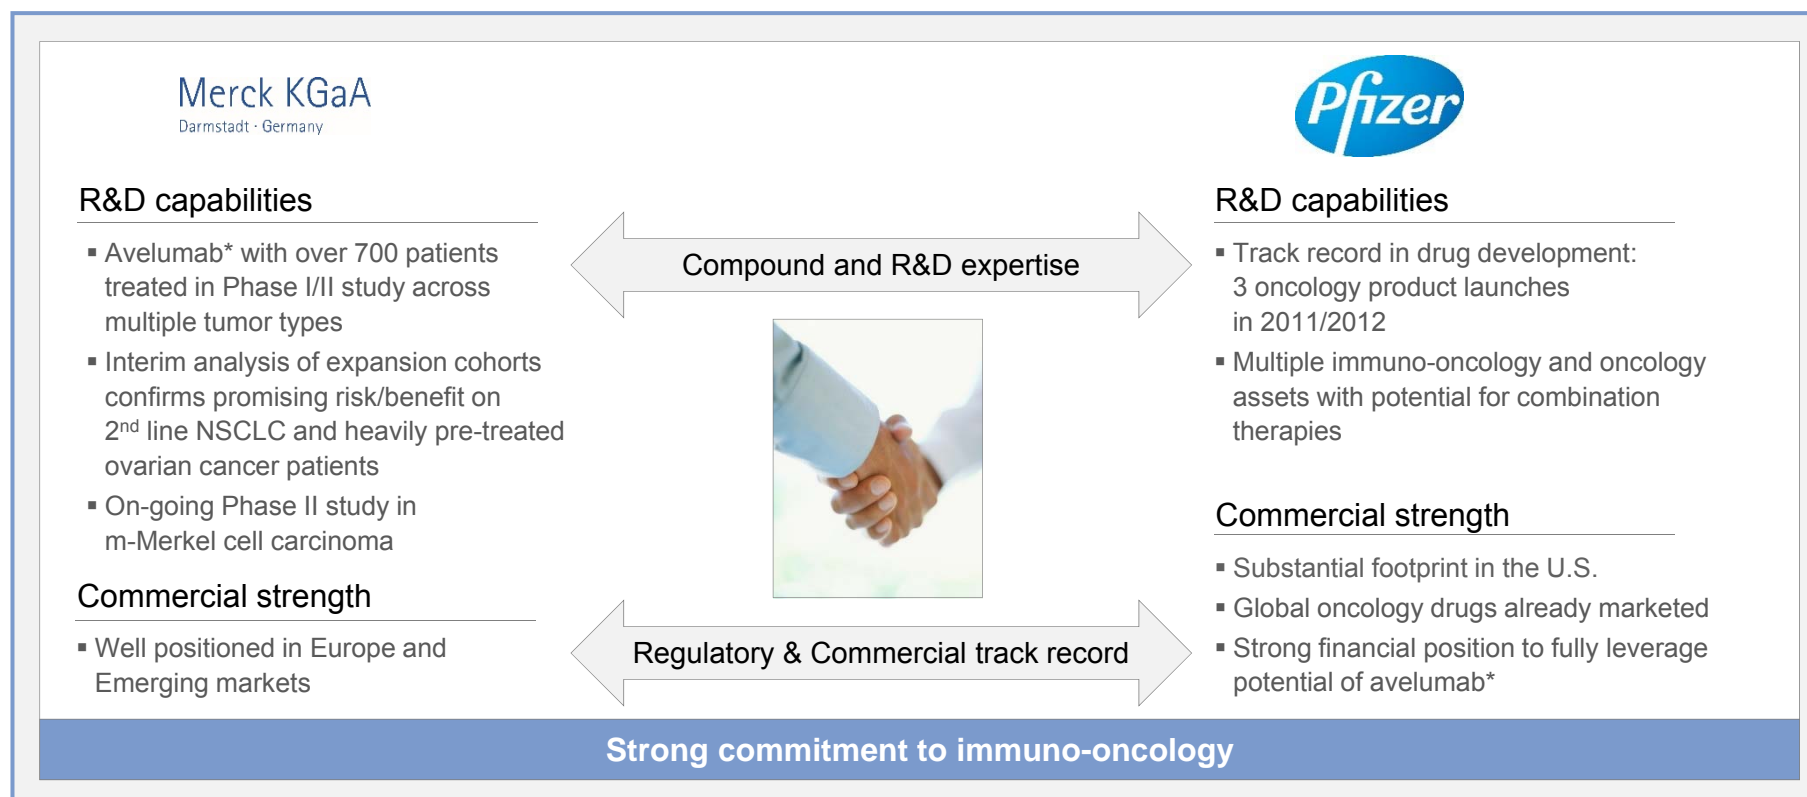 Merck KGaA
Darmstadt · Germany
R&D capabilities
▪ Avelumab* with over 700 patients
treated in Phase I/II study across
multiple tumor types
▪ Interim analysis of expansion cohorts
confirms promising risk/benefit on
2nd line NSCLC and heavily pre-treated
ovarian cancer patients
▪ On-going Phase II study in
m-Merkel cell carcinoma
Commercial strength
▪ Well positioned in Europe and
Emerging markets
Compound and R&D expertise
Regulatory & Commercial track record
Pfizer
R&D capabilities
▪ Track record in drug development:
3 oncology product launches
in 2011/2012
▪ Multiple immuno-oncology and oncology
assets with potential for combination
therapies
Commercial strength
▪ Substantial footprint in the U.S.
▪ Global oncology drugs already marketed
▪ Strong financial position to fully leverage
potential of avelumab*
Strong commitment to immuno-oncology